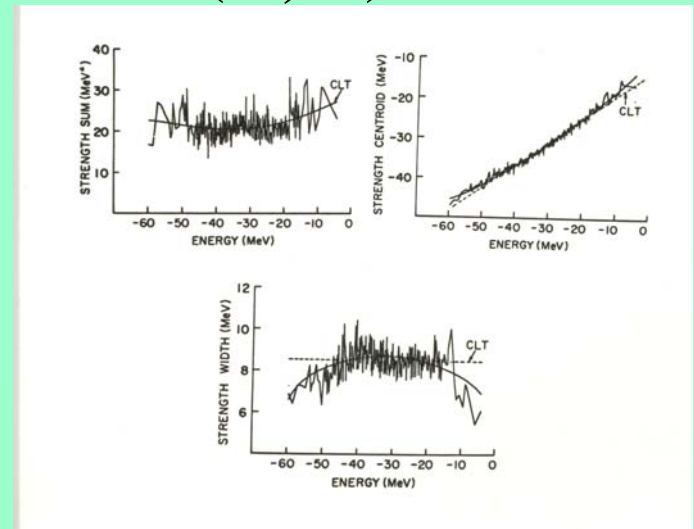 40
30
20
10
STRENGTH SUM (MeV²)
CLT
-60 -50 -40 -30 -20 -10 0
ENERGY (MeV)
-10
-20
-30
-40
STRENGTH CENTROID (MeV)
CLT
-60 -50 -40 -30 -20 -10 0
ENERGY (MeV)
12
10
8
6
STRENGTH WIDTH (MeV)
CLT
-60 -50 -40 -30 -20 -10 0
ENERGY (MeV)